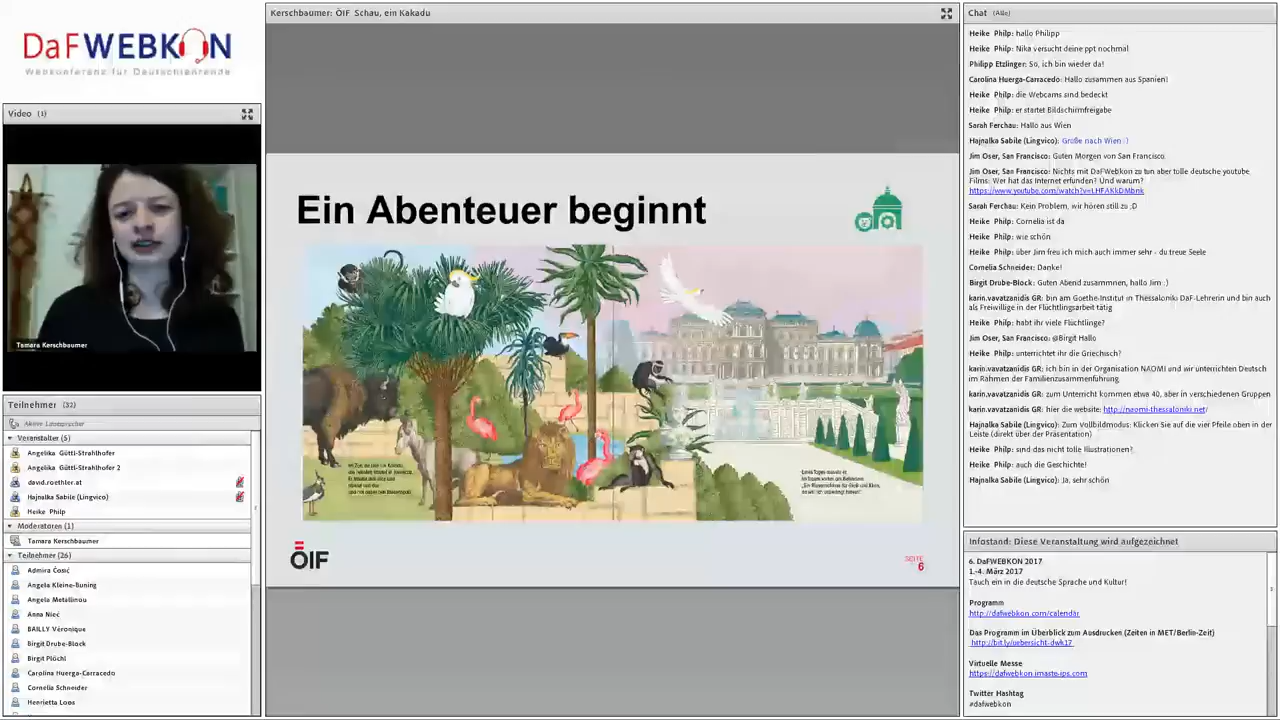 DaFWEBKON
Webkonferenz für Deutschlernende
Video (1)
Tamara Kerschbaumer
Teilnehmer (32)
Aktive Lautsprecher
Veranstalter (5)
Angelika Güttl-Strahlhofer
Angelika Güttl-Strahlhofer 2
david.roethler.at
Hajnalka Sabile (Lingvico)
Heike Philp
Moderatoren (1)
Tamara Kerschbaumer
Teilnehmer (26)
Admira Ćosić
Angela Kleine-Büning
Angela Metallinou
Anna Nieć
BAILLY Véronique
Birgit Drube-Block
Birgit Plöchl
Carolina Huerga-Carracedo
Cornelia Schneider
Henrietta Loos
Kerschbaumer: ÖIF Schau, ein Kakadu
Ein Abenteuer beginnt
ÖIF
SEITE
6
Chat (Alle)
Heike Philp: hallo Philipp
Heike Philp: Nika versucht deine ppt nochmal
Philipp Etzlinger: So, ich bin wieder da!
Carolina Huerga-Carracedo: Hallo zusammen aus Spanien!
Heike Philp: die Webcams sind bedeckt
Heike Philp: er startet Bildschirmfreigabe
Sarah Ferchau: Hallo aus Wien
Hajnalka Sabile (Lingvico): Grüße nach Wien :)
Jim Oser, San Francisco: Guten Morgen von San Francisco.
Jim Oser, San Francisco: Nichts mit DaFWebkon zu tun aber tolle deutsche youtube
Films: Wer hat das Internet erfunden? Und warum?
https://www.youtube.com/watch?v=LHFAKkDMbnk
Sarah Ferchau: Kein Problem, wir hören still zu ;D
Heike Philp: Cornelia ist da
Heike Philp: wie schön
Heike Philp: über Jim freu ich mich auch immer sehr - du treue Seele
Cornelia Schneider: Danke!
Birgit Drube-Block: Guten Abend zusammnen, hallo Jim :)
karin.vavatzanidis GR: bin am Goethe-Institut in Thessaloniki DaF-Lehrerin und bin auch
als Freiwillige in der Flüchtlingsarbeit tätig
Heike Philp: habt ihr viele Flüchtlinge?
Jim Oser, San Francisco: @Birgit Hallo
Heike Philp: unterrichtet ihr die Griechisch?
karin.vavatzanidis GR: ich bin in der Organisation NAOMI und wir unterrichten Deutsch
im Rahmen der Familienzusammenführung
karin.vavatzanidis GR: zum Unterricht kommen etwa 40, aber in verschiedenen Gruppen
karin.vavatzanidis GR: hier die website: http://naomi-thessaloniki.net/
Hajnalka Sabile (Lingvico): Zum Vollbildmodus: Klicken Sie auf die vier Pfeile oben in der
Leiste (direkt über der Präsentation)
Heike Philp: sind das nicht tolle Illustrationen?
Heike Philp: auch die Geschichte!
Hajnalka Sabile (Lingvico): Ja, sehr schön
Infostand: Diese Veranstaltung wird aufgezeichnet
6. DaFWEBKON 2017
1.-4. März 2017
Tauch ein in die deutsche Sprache und Kultur!
Programm
http://dafwebkon.com/calendar
Das Programm im Überblick zum Ausdrucken (Zeiten in MET/Berlin-Zeit)
http://bit.ly/uebersicht-dwk17
Virtuelle Messe
https://dafwebkon.imaste-ips.com
Twitter Hashtag
#dafwebkon